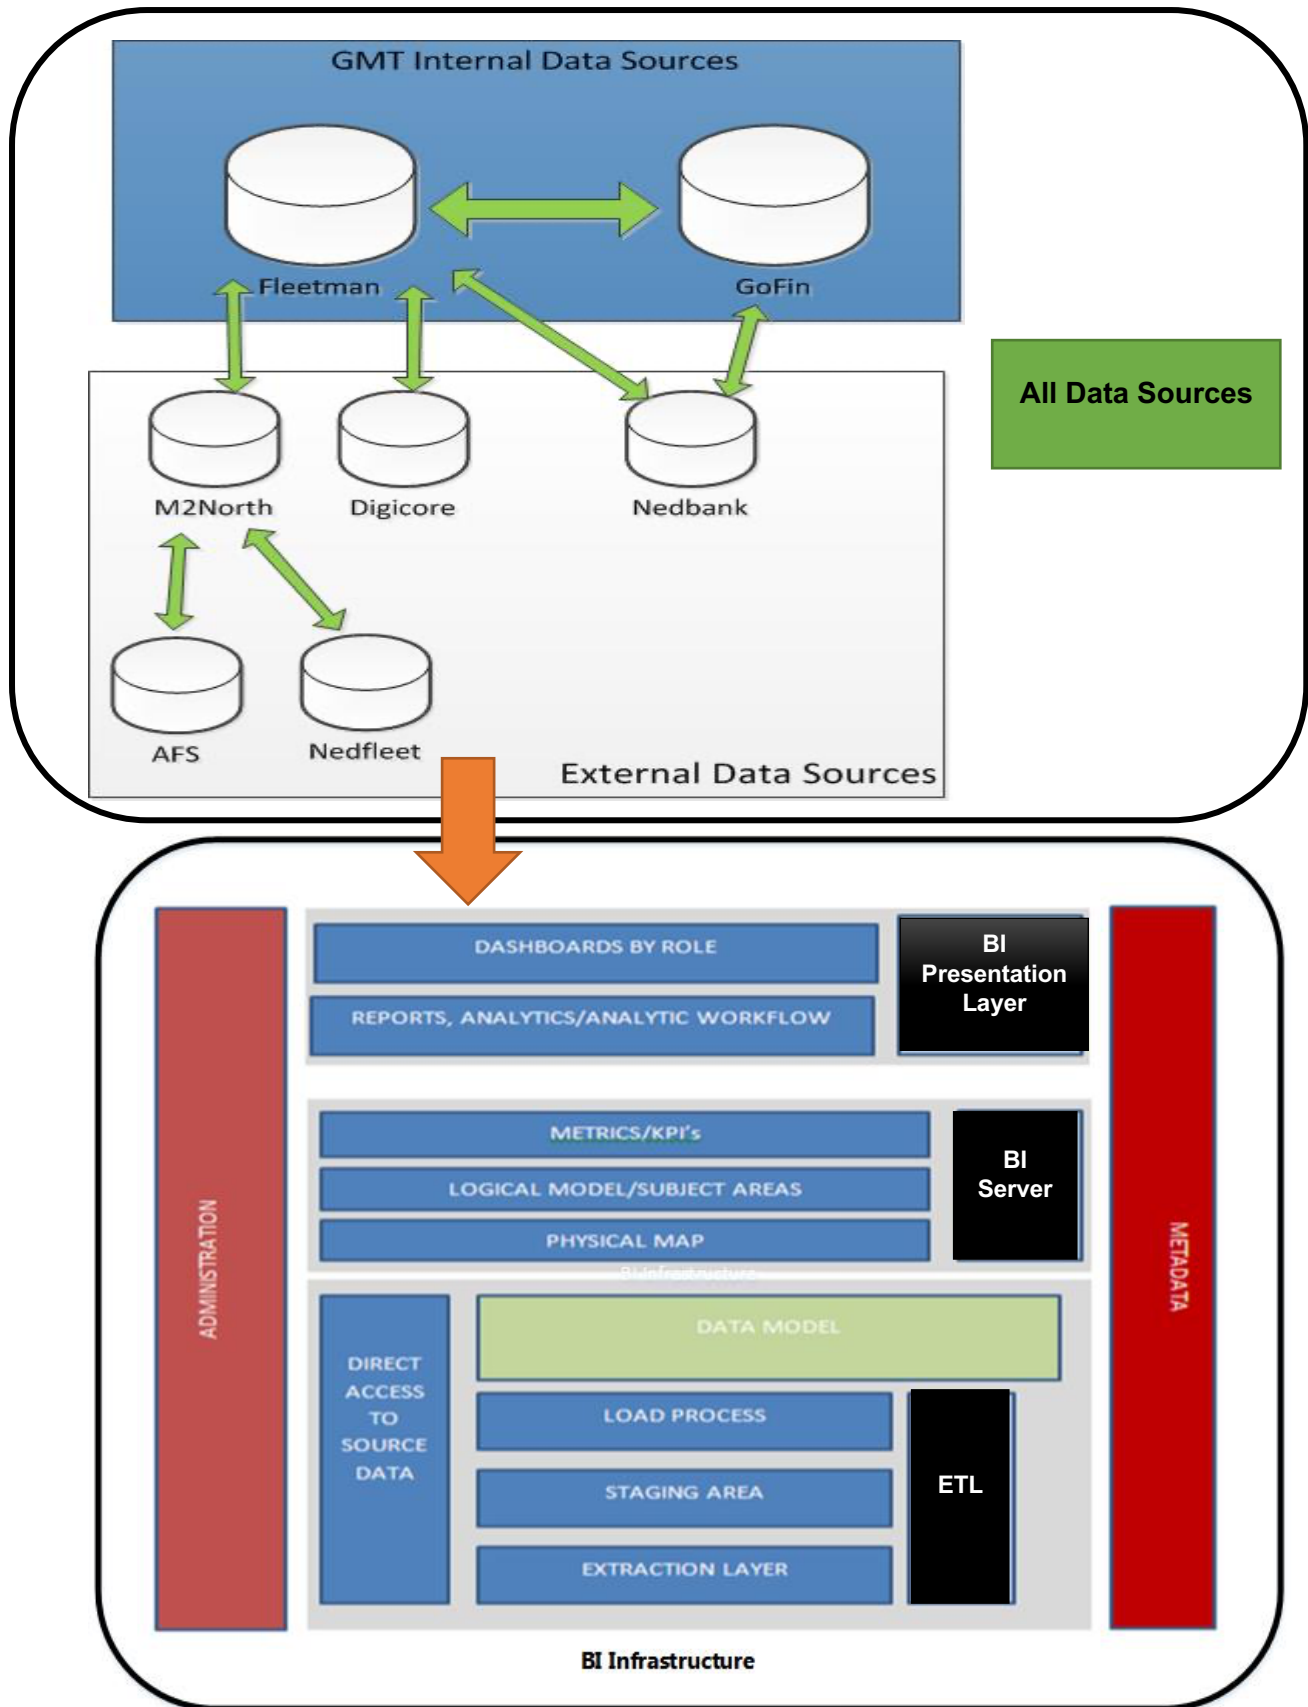 GMT Internal Data Sources
Fleetman
GoFin
All Data Sources
M2North
Digicore
Nedbank
AFS
Nedfleet
External Data Sources
ADMINISTRATION
DASHBOARDS BY ROLE
REPORTS, ANALYTICS/ANALYTIC WORKFLOW
BI
Presentation
Layer
METRICS/KPI's
LOGICAL MODEL/SUBJECT AREAS
PHYSICAL MAP
BI
Server
BI Infrastructure
METADATA
DIRECT
ACCESS
TO
SOURCE
DATA
DATA MODEL
LOAD PROCESS
STAGING AREA
EXTRACTION LAYER
ETL
BI Infrastructure